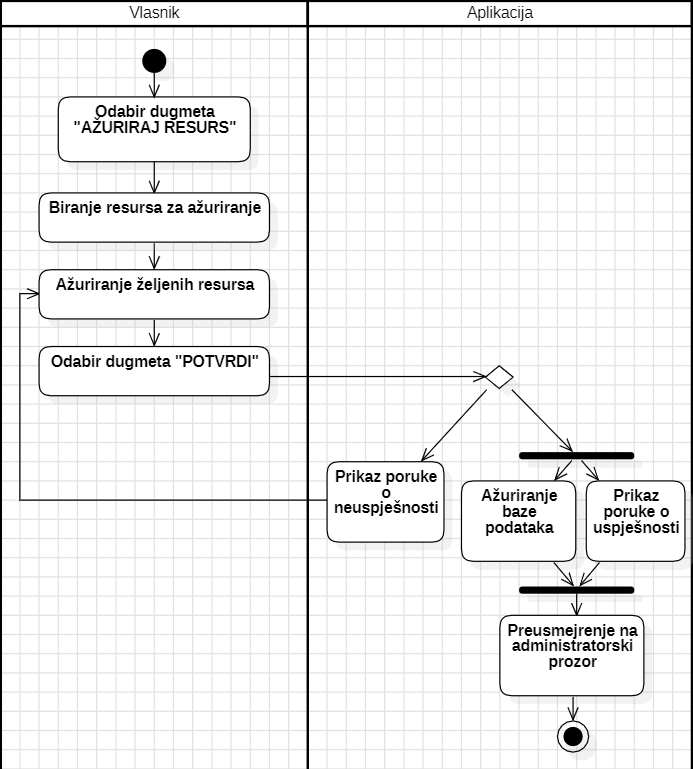 Vlasnik
Aplikacija
Odabir dugmeta
"AŽURIRAJ RESURS"
Biranje resursa za ažuriranje
Ažuriranje željenih resursa
Odabir dugmeta "POTVRDI"
Prikaz poruke
o
neuspješnosti
Ažuriranje
baze
podataka
Prikaz
poruke o
uspješnosti
Preusmejrenje na
administratorski
prozor